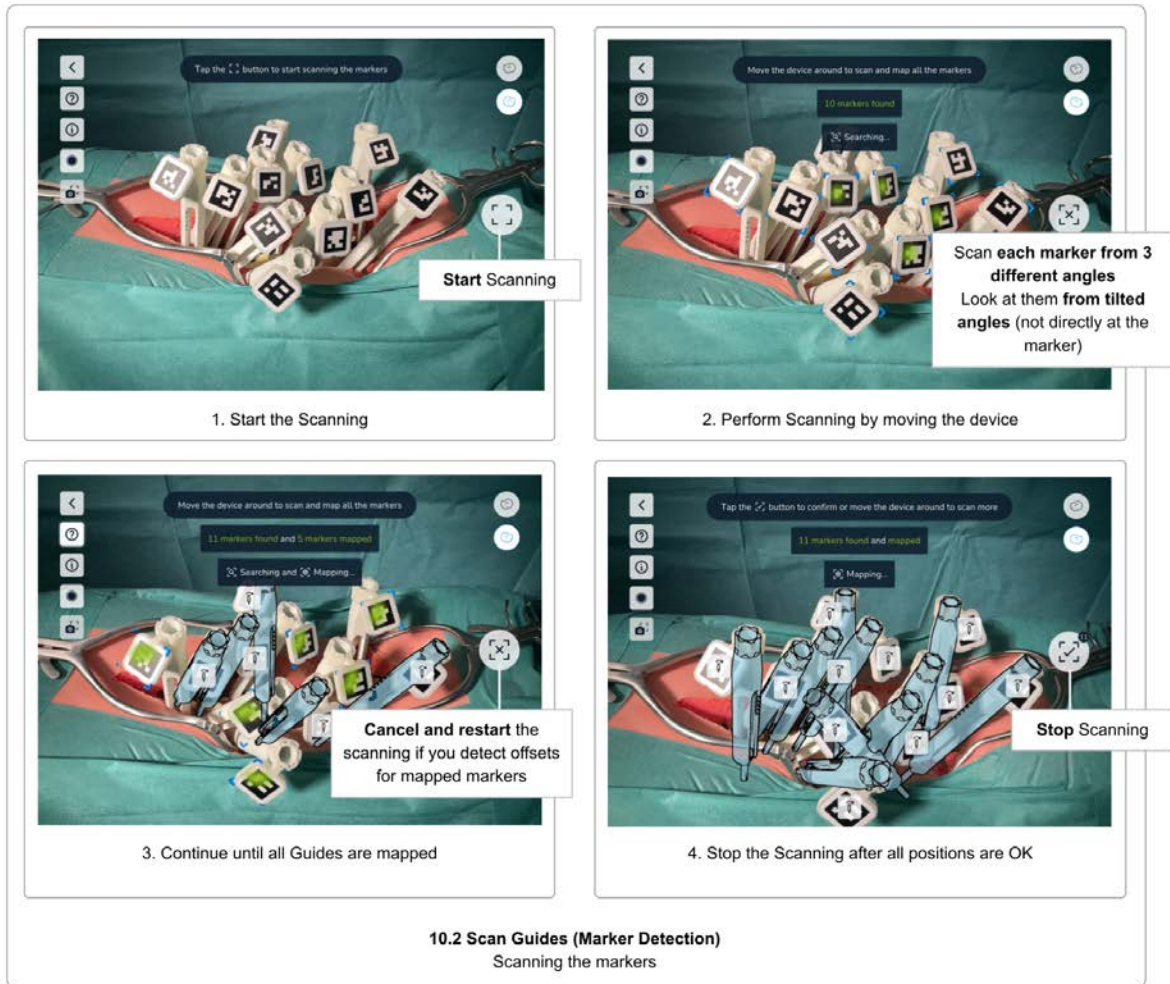 Tap the button to start scanning the markers
Start Scanning
1. Start the Scanning
Move the device around to scan and map all the markers
10 markers found
Searching...
Scan each marker from 3
different angles
Look at them from tilted
angles (not directly at the
marker)
2. Perform Scanning by moving the device
Move the device around to scan and map all the markers
11 markers found and 5 markers mapped
Searching and Mapping...
Cancel and restart the
scanning if you detect offsets
for mapped markers
3. Continue until all Guides are mapped
Tap the button to confirm or move the device around to scan more
11 markers found and mapped
Mapping...
Stop Scanning
4. Stop the Scanning after all positions are OK
10.2 Scan Guides (Marker Detection)
Scanning the markers